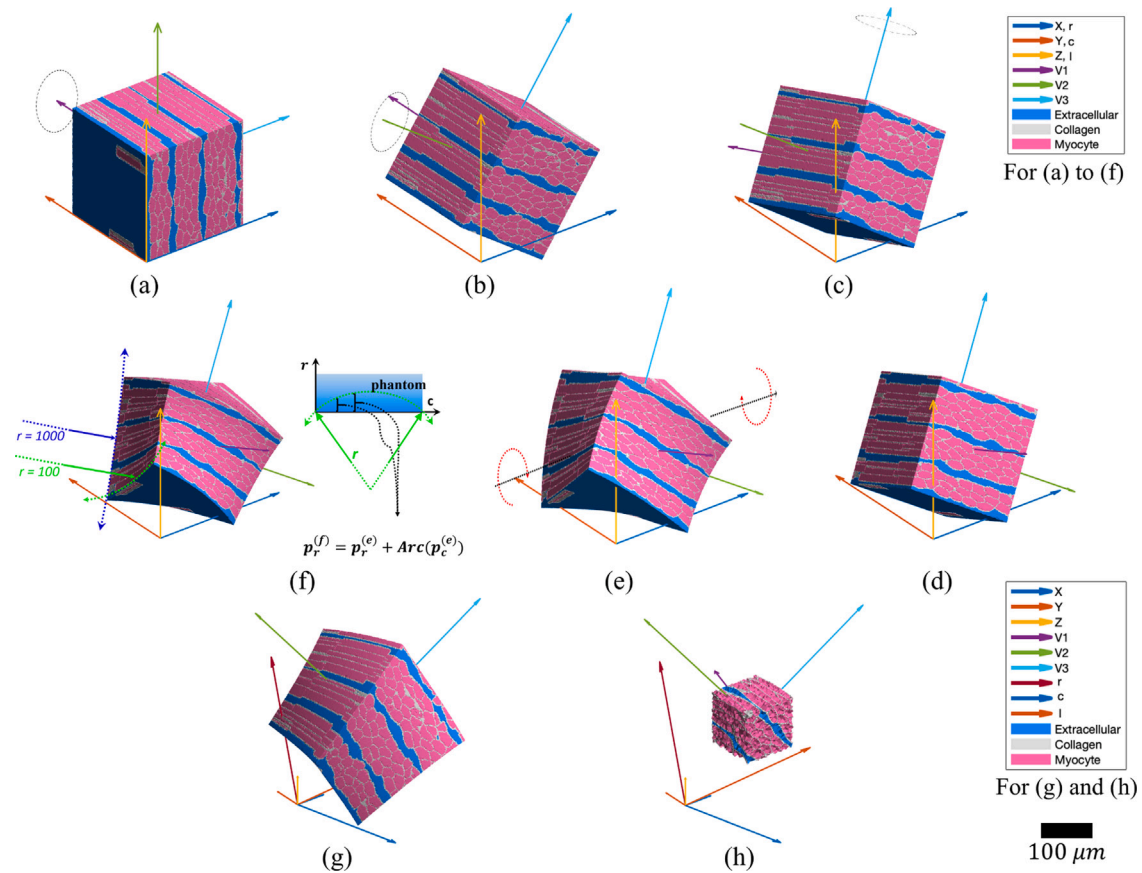 X, r
Y, c
Z, l
V1
V2
V3
Extracellular
Collagen
Myocyte
For (a) to (f)
(a)
(b)
(c)
r = 1000
r = 100
r
phantom
c
r
p_r^(f) = p_r^(e) + Arc(p_c^(e))
(f)
(e)
(d)
X
Y
Z
V1
V2
V3
r
c
l
Extracellular
Collagen
Myocyte
For (g) and (h)
(g)
(h)
100 μm